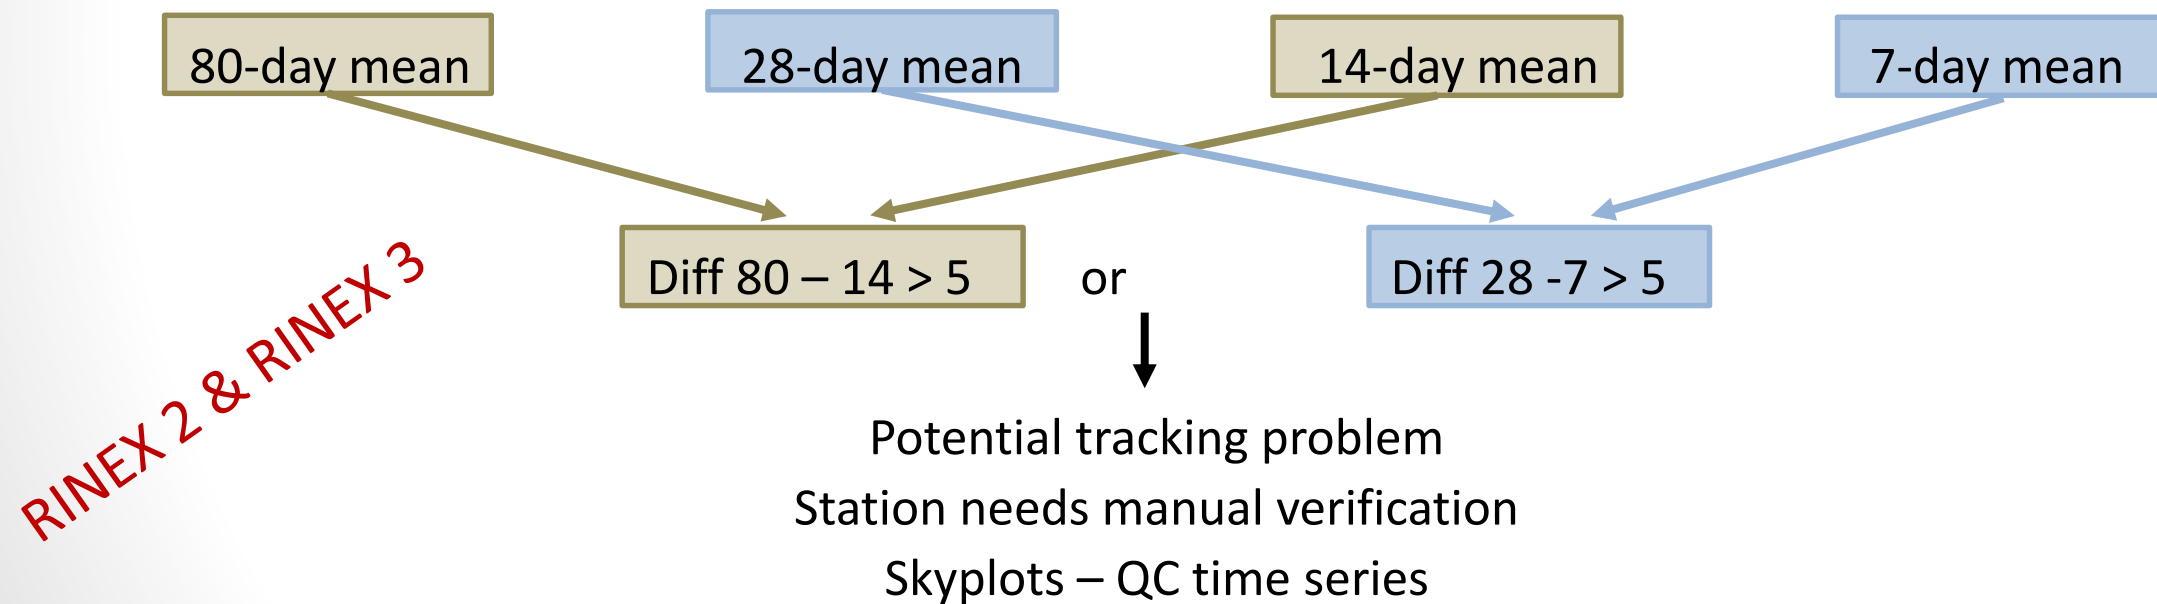 80-day mean
28-day mean
14-day mean
7-day mean
Diff 80 – 14 > 5
or
Diff 28 -7 > 5
RINEX 2 & RINEX 3
Potential tracking problem
Station needs manual verification
Skyplots – QC time series